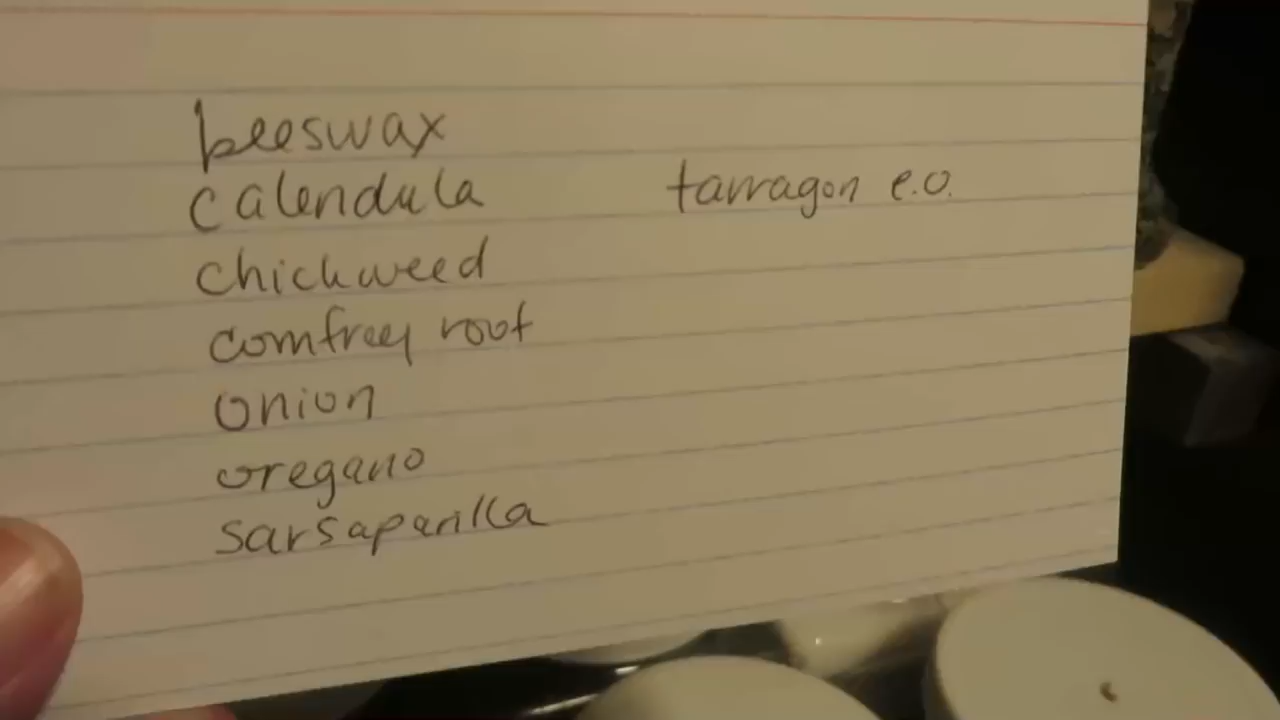 beeswax
calendula
tarragon e.o.
chickweed
comfrey root
onion
oregano
sarsaparilla